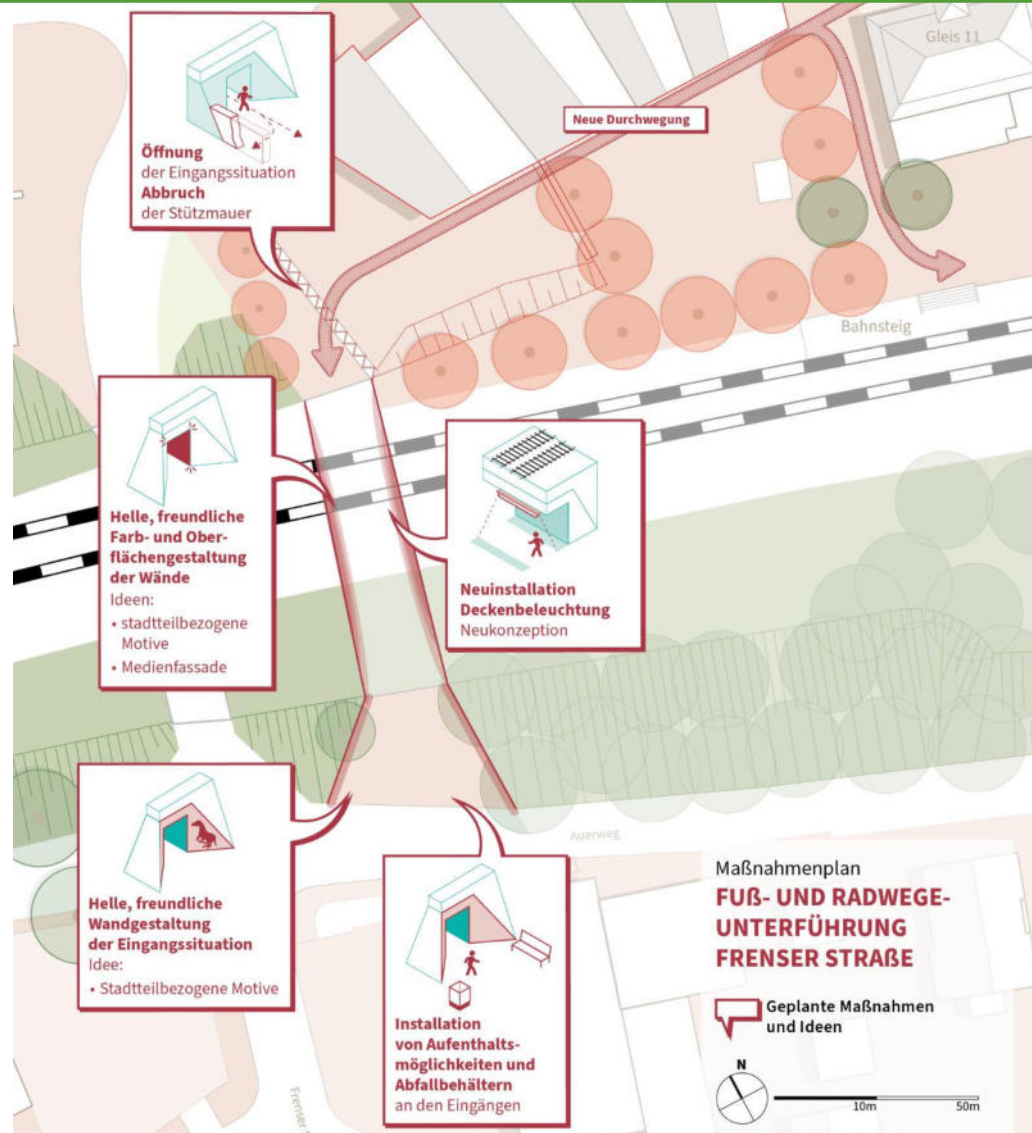 Gleis 11
Neue Durchwegung
Öffnung
der Eingangssituation
Abbruch
der Stützmauer
Bahnsteig
Helle, freundliche
Farb- und Ober-
flächengestaltung
der Wände
Ideen:
• stadtteilbezogene
Motive
• Medienfassade
Neuinstallation
Deckenbeleuchtung
Neukonzeption
Auerweg
Helle, freundliche
Wandgestaltung
der Eingangssituation
Idee:
• Stadtteilbezogene Motive
Installation
von Aufenthalts-
möglichkeiten und
Abfallbehältern
an den Eingängen
Frenser
Maßnahmenplan
FUß- UND RADWEGE-
UNTERFÜHRUNG
FRENSER STRAßE
Geplante Maßnahmen
und Ideen
N
10m
50m